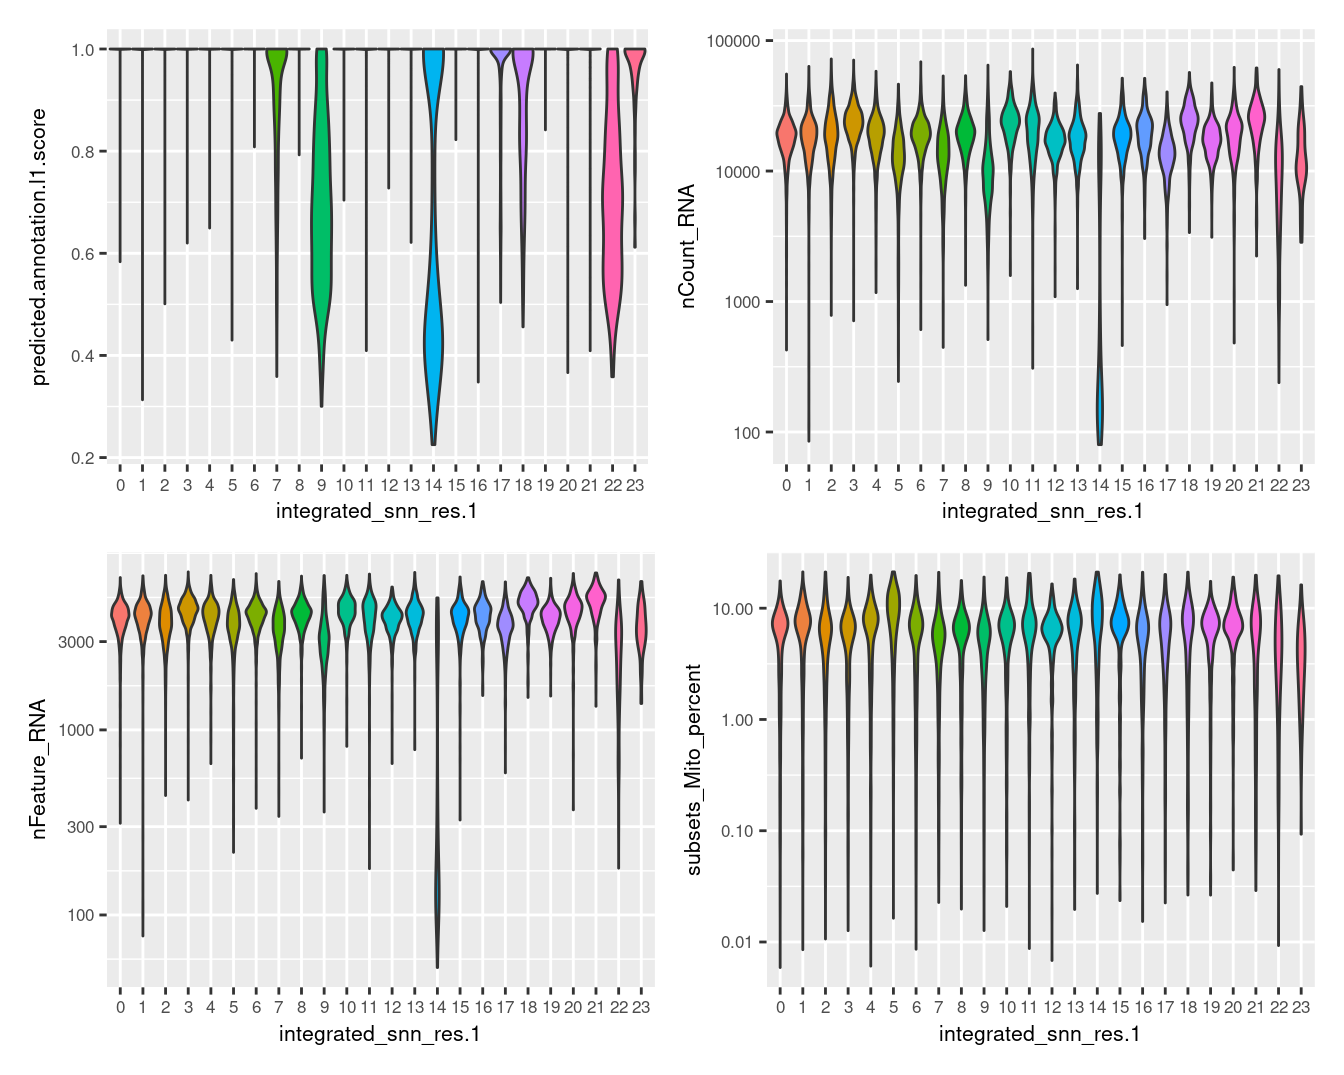 1.0
0.8
0.6
0.4
0.2
predicted.annotation.l1.score
0 1 2 3 4 5 6 7 8 9 10 11 12 13 14 15 16 17 18 19 20 21 22 23
integrated_snn_res.1
100000
10000
1000
100
nCount_RNA
0 1 2 3 4 5 6 7 8 9 10 11 12 13 14 15 16 17 18 19 20 21 22 23
integrated_snn_res.1
3000
1000
300
100
nFeature_RNA
0 1 2 3 4 5 6 7 8 9 10 11 12 13 14 15 16 17 18 19 20 21 22 23
integrated_snn_res.1
10.00
1.00
0.10
0.01
subsets_Mito_percent
0 1 2 3 4 5 6 7 8 9 10 11 12 13 14 15 16 17 18 19 20 21 22 23
integrated_snn_res.1